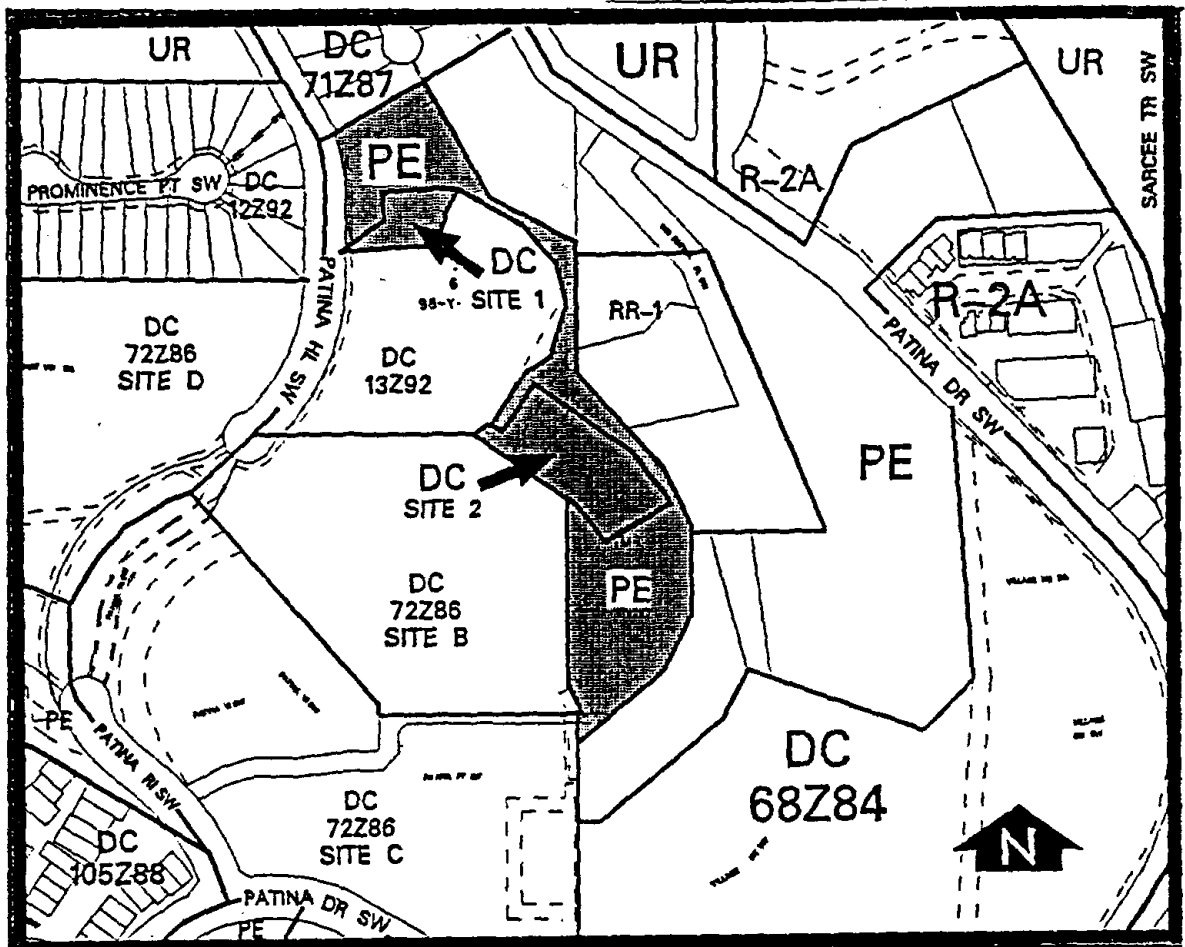 UR
DC
71Z87
UR
UR
SARCEE TR SW
PE
R-2A
PROMINENCE PT SW
DC
12Z92
DC
SITE 1
PATINA HL SW
RR-1
R-2A
DC
72Z86
SITE D
DC
13Z92
PATINA DR SW
DC
SITE 2
PE
DC
72Z86
SITE B
PE
PE
PATINA RI SW
DC
68Z84
DC
72Z86
SITE C
N
DC
105Z88
PATINA DR SW
PE